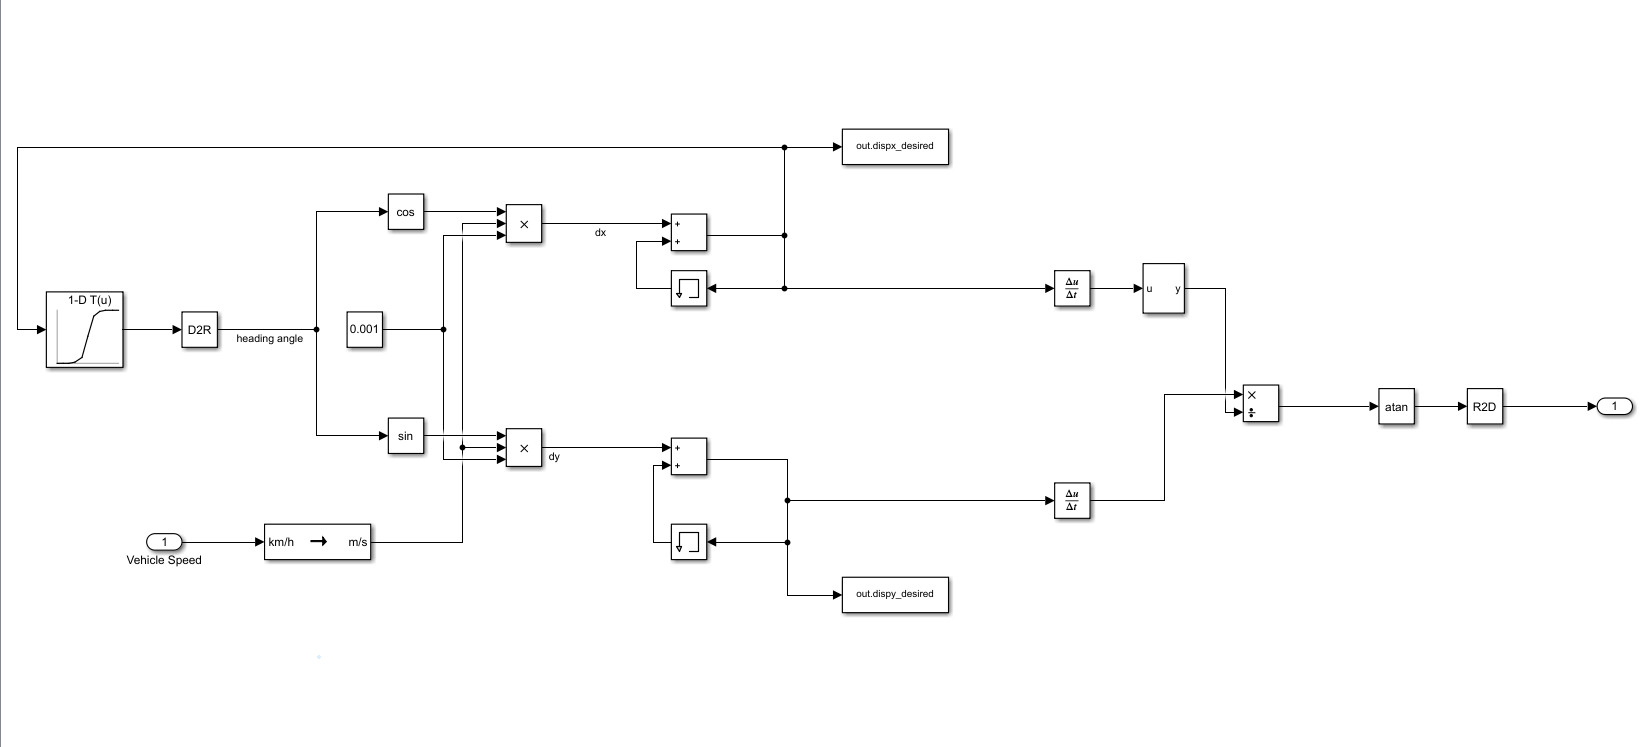 out.dispx_desired
cos
×
+
+
dx
1-D T(u)
D2R
heading angle
0.001
Δu
Δt
u y
×
÷
atan
R2D
1
sin
×
dy
+
+
Δu
Δt
1
Vehicle Speed
km/h → m/s
out.dispy_desired